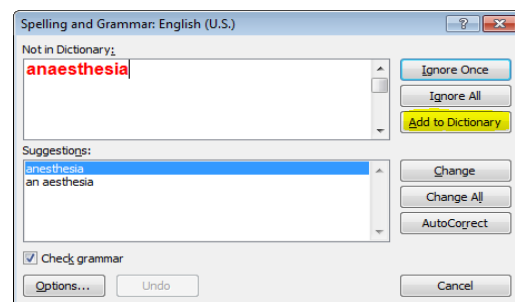 Spelling and Grammar: English (U.S.)
Not in Dictionary:
anaesthesia
Ignore Once
Ignore All
Add to Dictionary
Suggestions:
anesthesia
an aesthesia
Change
Change All
AutoCorrect
Check grammar
Options...
Undo
Cancel